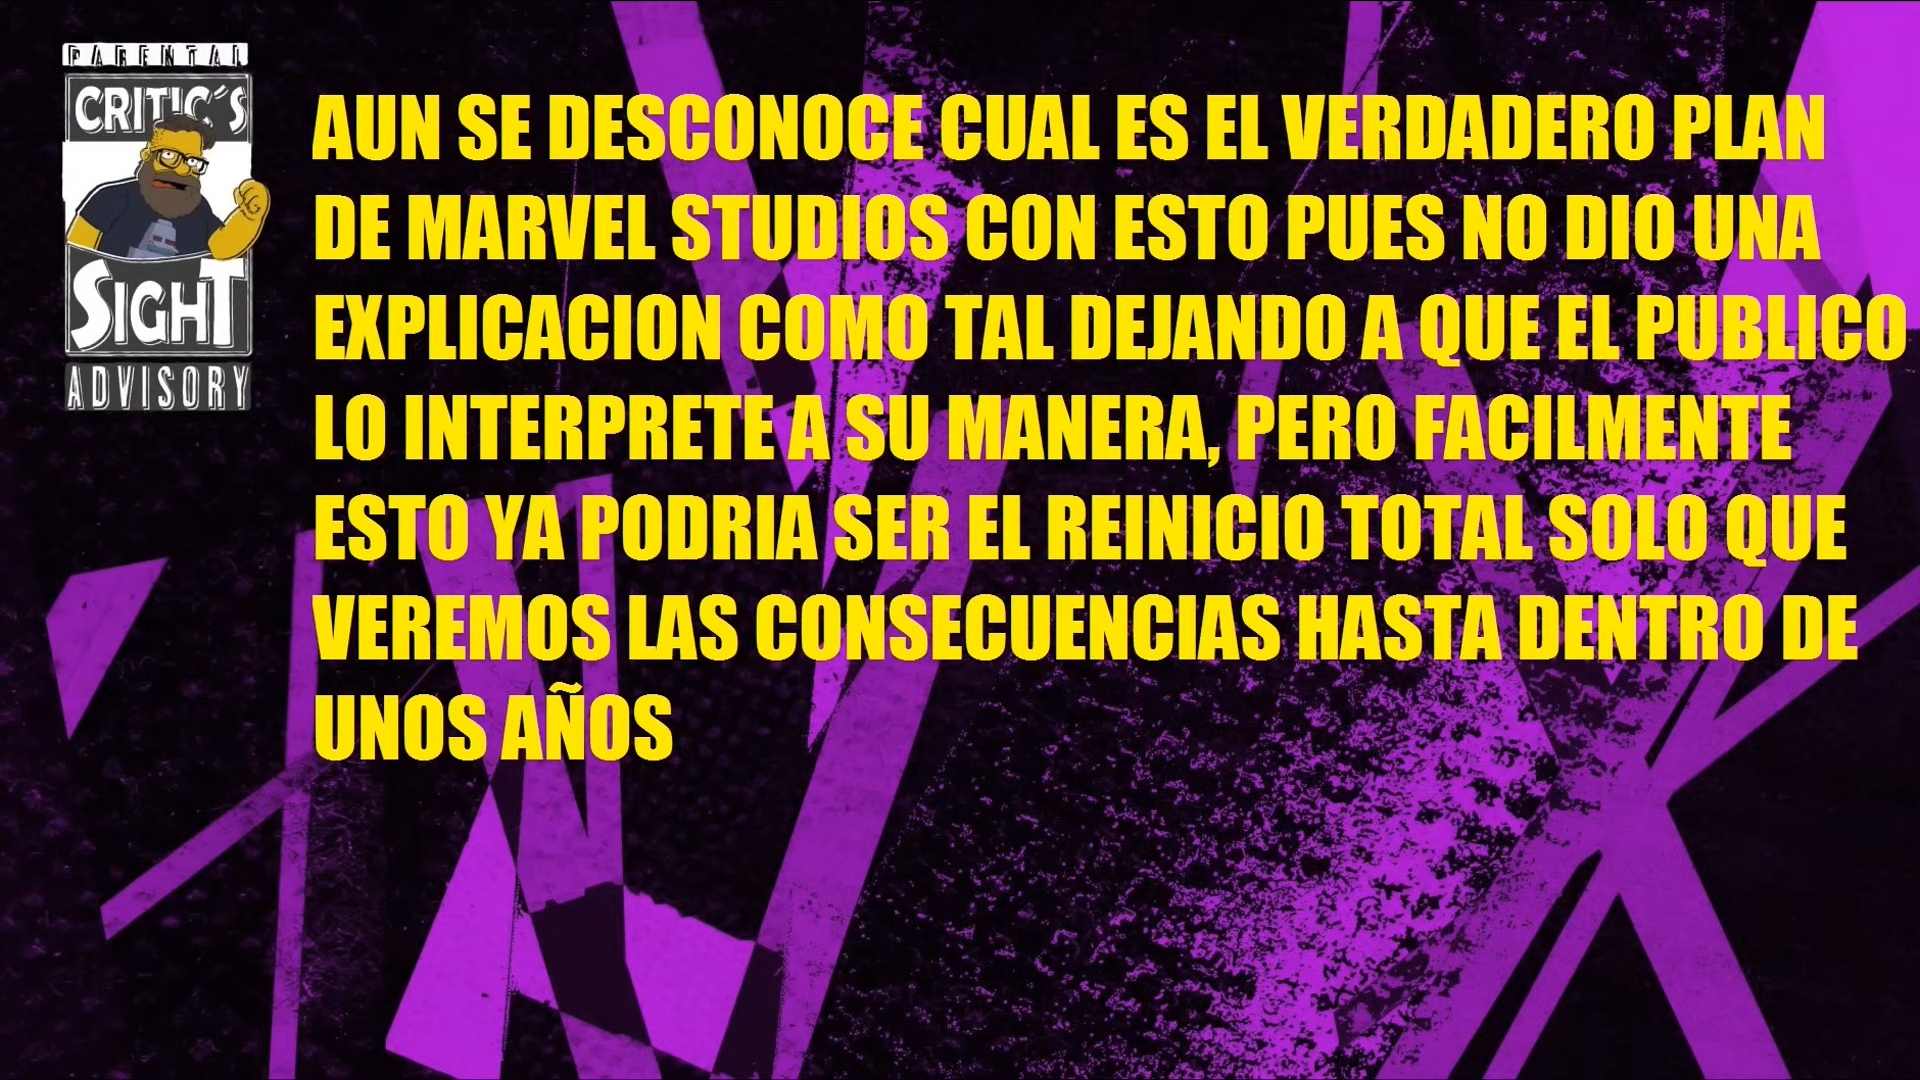 PARENTAL
CRITIC´S
SIGHT
ADVISORY
AUN SE DESCONOCE CUAL ES EL VERDADERO PLAN
DE MARVEL STUDIOS CON ESTO PUES NO DIO UNA
EXPLICACION COMO TAL DEJANDO A QUE EL PUBLICO
LO INTERPRETE A SU MANERA, PERO FACILMENTE
ESTO YA PODRIA SER EL REINICIO TOTAL SOLO QUE
VEREMOS LAS CONSECUENCIAS HASTA DENTRO DE
UNOS AÑOS